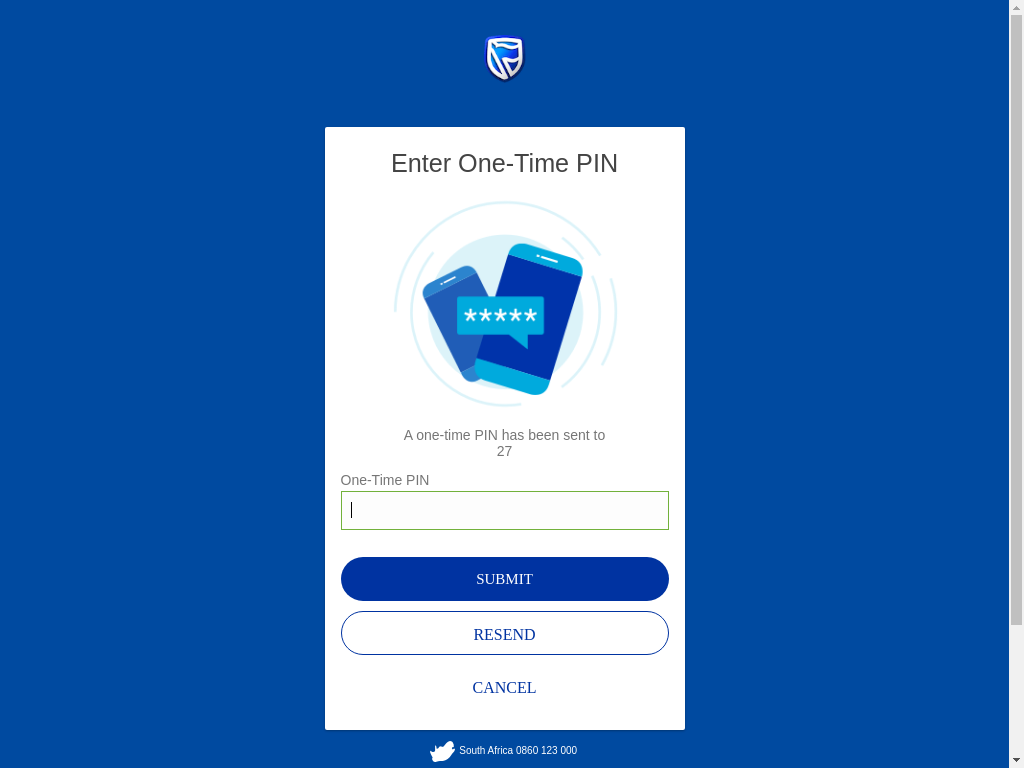 Enter One-Time PIN
*****
A one-time PIN has been sent to
27
One-Time PIN
SUBMIT
RESEND
CANCEL
South Africa 0860 123 000